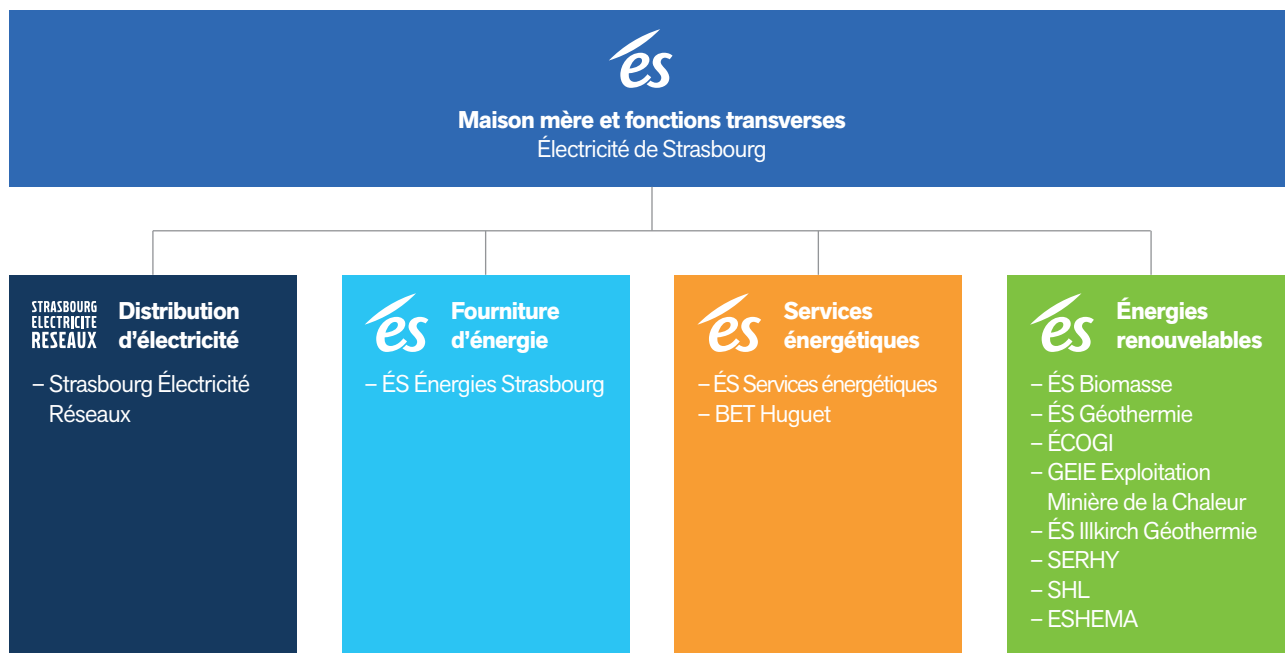 és
Maison mère et fonctions transverses
Électricité de Strasbourg
STRASBOURG
ELECTRICITE
RESEAUX
Distribution
d’électricité
– Strasbourg Électricité
Réseaux
és
Fourniture
d’énergie
– ÉS Énergies Strasbourg
és
Services
énergétiques
– ÉS Services énergétiques
– BET Huguet
és
Énergies
renouvelables
– ÉS Biomasse
– ÉS Géothermie
– ÉCOGI
– GEIE Exploitation
Minière de la Chaleur
– ÉS Illkirch Géothermie
– SERHY
– SHL
– ESHEMA